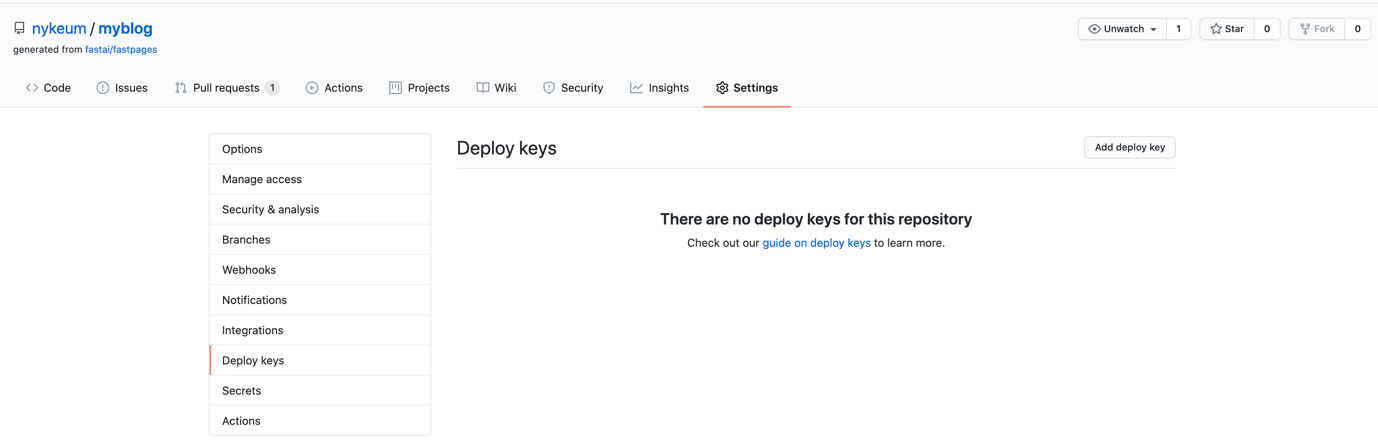 nykeum / myblog
Unwatch 1 Star 0 Fork 0
generated from fastai/fastpages
Code Issues Pull requests 1 Actions Projects Wiki Security Insights Settings
Options
Manage access
Security & analysis
Branches
Webhooks
Notifications
Integrations
Deploy keys
Secrets
Actions
Deploy keys
Add deploy key
There are no deploy keys for this repository
Check out our guide on deploy keys to learn more.